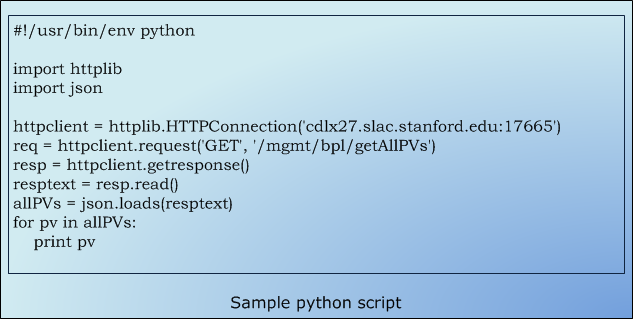 #!/usr/bin/env python
import httplib
import json
httpclient = httplib.HTTPConnection('cdlx27.slac.stanford.edu:17665')
req = httpclient.request('GET', '/mgmt/bpl/getAllPVs')
resp = httpclient.getresponse()
resptext = resp.read()
allPVs = json.loads(resptext)
for pv in allPVs:
    print pv
Sample python script